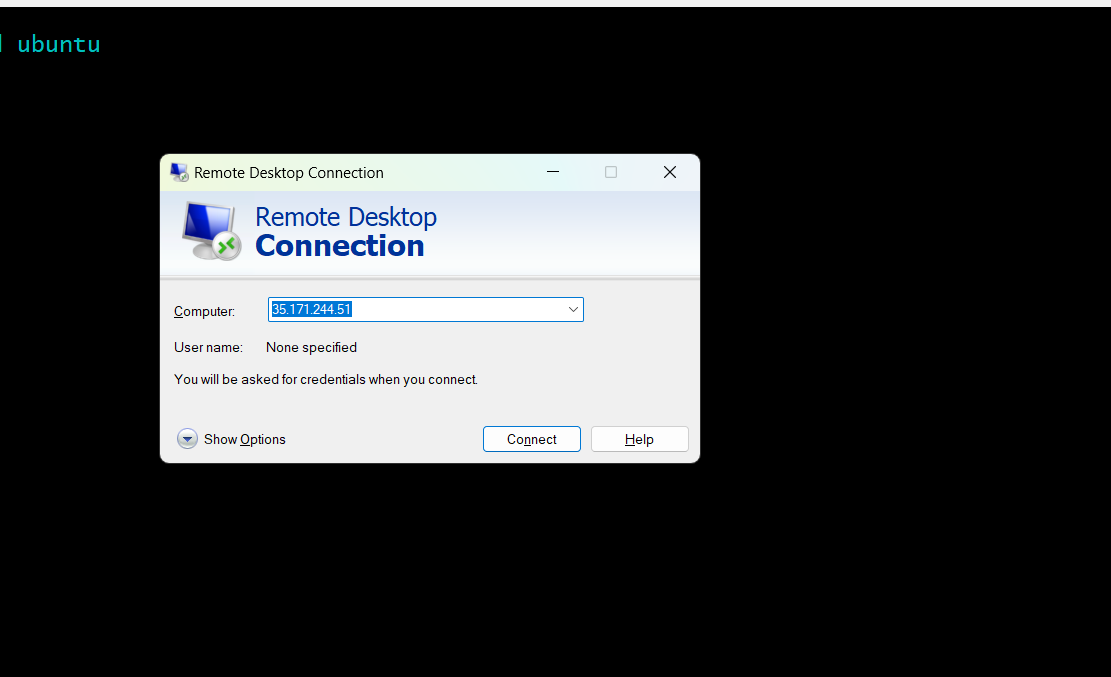 ubuntu
Remote Desktop Connection
Remote Desktop
Connection
Computer:
35.171.244.51
User name:
None specified
You will be asked for credentials when you connect.
Show Options
Connect
Help